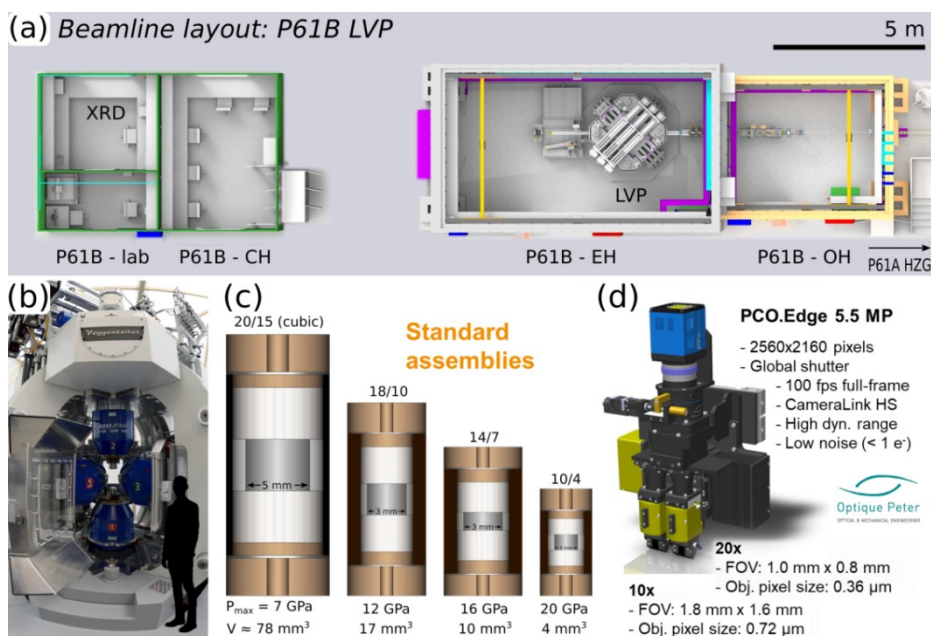 (a) Beamline layout: P61B LVP
5 m
XRD
LVP
P61B - lab
P61B - CH
P61B - EH
P61B - OH
P61A HZG
(b)
Voggenreiter
2
3
3
1
(c)
20/15 (cubic)
Standard
assemblies
18/10
14/7
10/4
5 mm
3 mm
3 mm
P_max = 7 GPa
12 GPa
16 GPa
20 GPa
V ≈ 78 mm³
17 mm³
10 mm³
4 mm³
(d)
PCO.Edge 5.5 MP
- 2560x2160 pixels
- Global shutter
- 100 fps full-frame
- CameraLink HS
- High dyn. range
- Low noise (< 1 e⁻)
Optique Peter
OPTICAL & MECHANICAL ENGINEERING
20x
- FOV: 1.0 mm x 0.8 mm
- Obj. pixel size: 0.36 µm
10x
- FOV: 1.8 mm x 1.6 mm
- Obj. pixel size: 0.72 µm